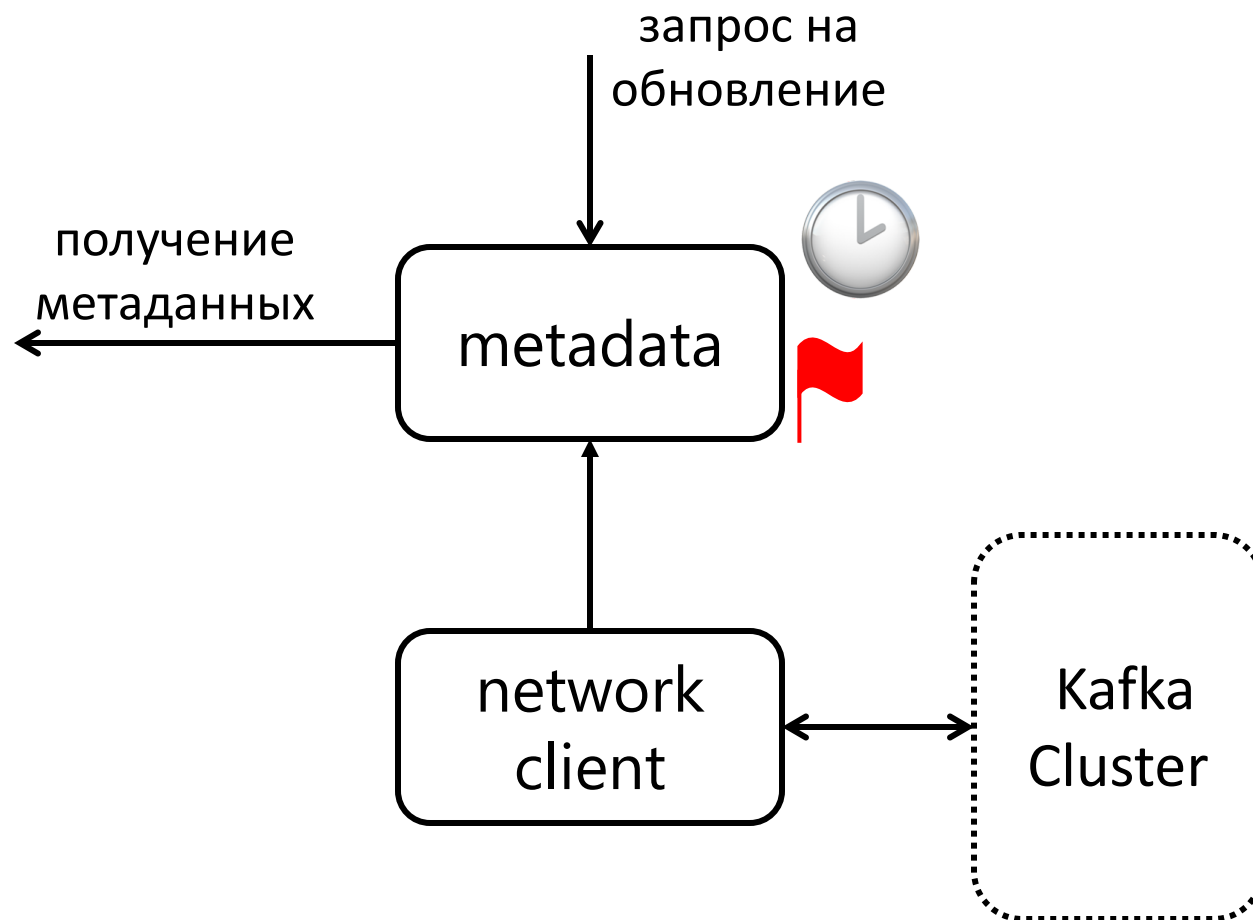 запрос на
обновление
получение
метаданных
metadata
network
client
Kafka
Cluster